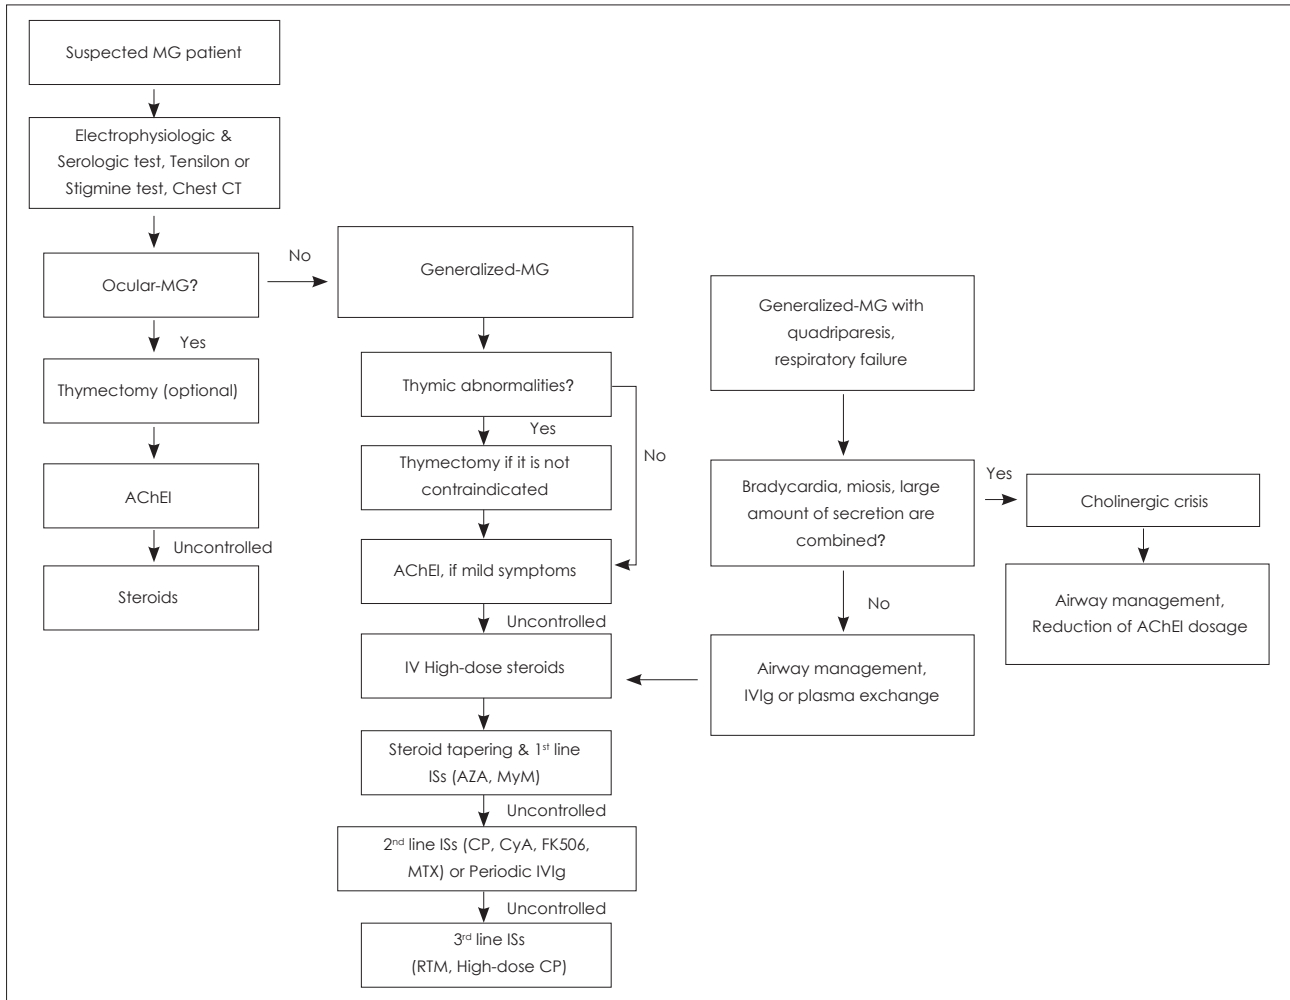 Suspected MG patient
Electrophysiologic &
Serologic test, Tensilon or
Stigmine test, Chest CT
Ocular-MG?
No
Generalized-MG
Yes
Thymectomy (optional)
AChEI
Uncontrolled
Steroids
Thymic abnormalities?
Yes
No
Thymectomy if it is not
contraindicated
AChEI, if mild symptoms
Uncontrolled
IV High-dose steroids
Steroid tapering & 1st line
ISs (AZA, MyM)
Uncontrolled
2nd line ISs (CP, CyA, FK506,
MTX) or Periodic IVIg
Uncontrolled
3rd line ISs
(RTM, High-dose CP)
Generalized-MG with
quadriparesis,
respiratory failure
Bradycardia, miosis, large
amount of secretion are
combined?
Yes
Cholinergic crisis
Airway management,
Reduction of AChEI dosage
No
Airway management,
IVIg or plasma exchange